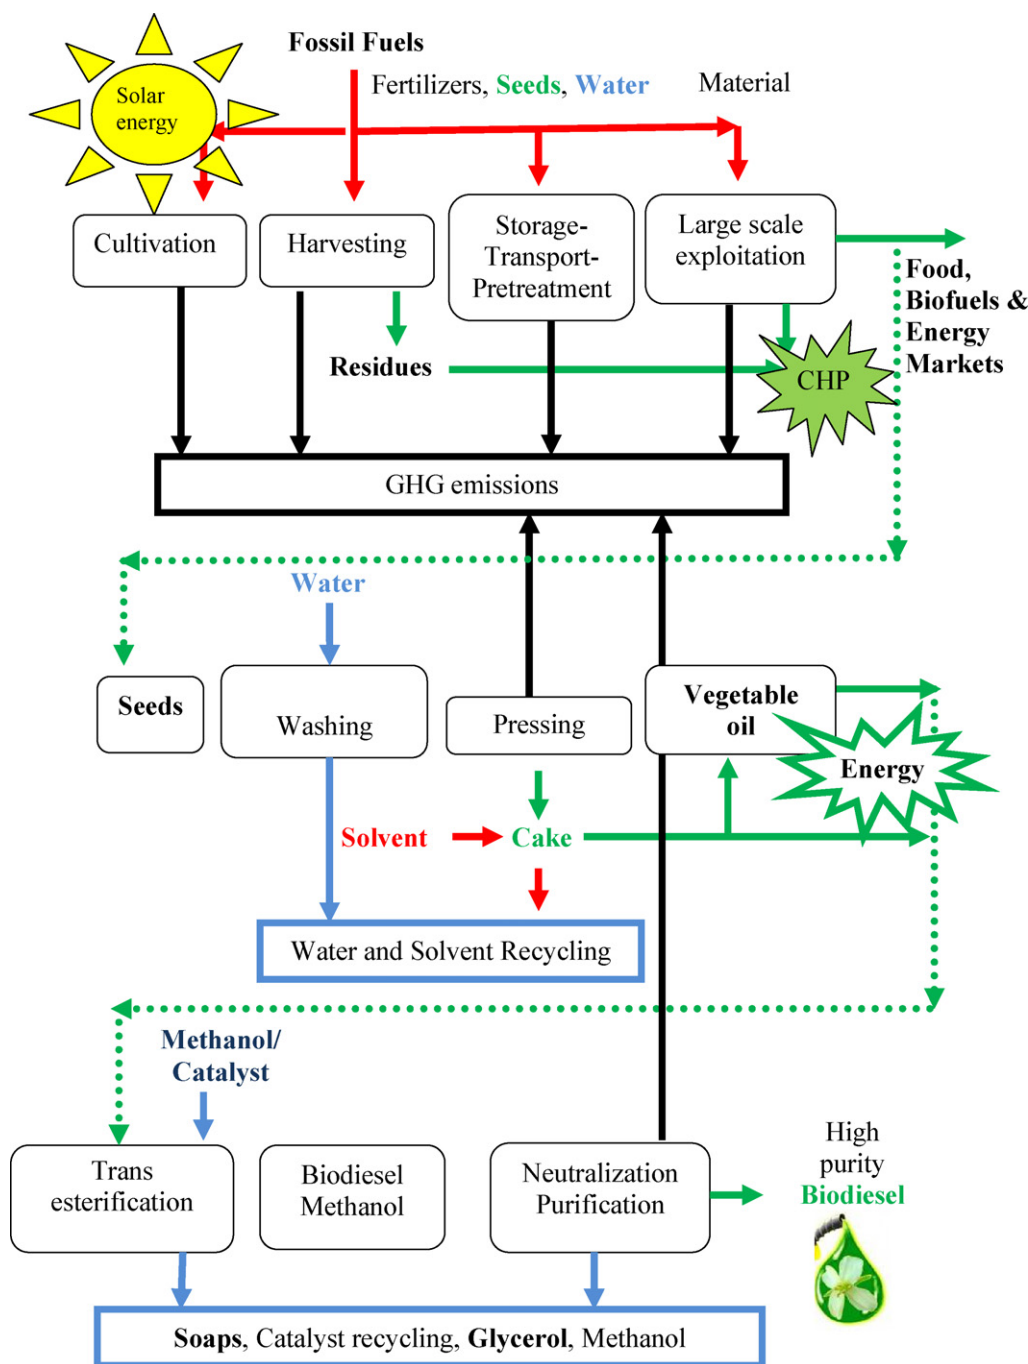 Fossil Fuels
Solar
energy
Fertilizers, Seeds, Water
Material
Cultivation
Harvesting
Storage-
Transport-
Pretreatment
Large scale
exploitation
Food,
Biofuels &
Energy
Markets
Residues
CHP
GHG emissions
Water
Seeds
Washing
Pressing
Vegetable
oil
Energy
Solvent
Cake
Water and Solvent Recycling
Methanol/
Catalyst
Trans
esterification
Biodiesel
Methanol
Neutralization
Purification
High
purity
Biodiesel
Soaps, Catalyst recycling, Glycerol, Methanol